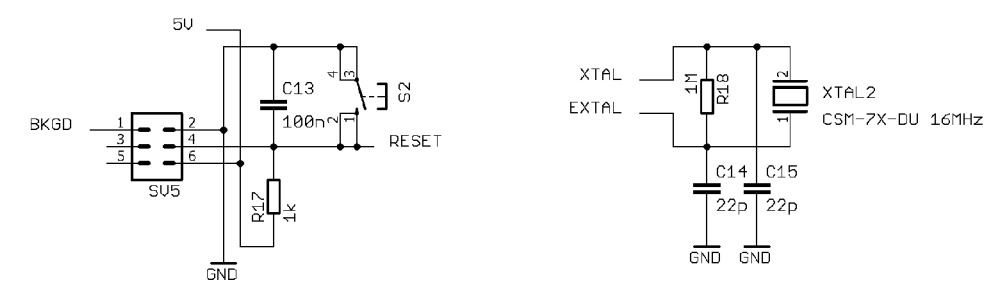 5V
BKGD
1
2
3
4
5
6
SV5
C13
100n
4
3
2
1
S2
RESET
R17
1k
GND
XTAL
EXTAL
1M
R18
2
1
XTAL2
CSM-7X-DU 16MHz
C14
22p
C15
22p
GND
GND